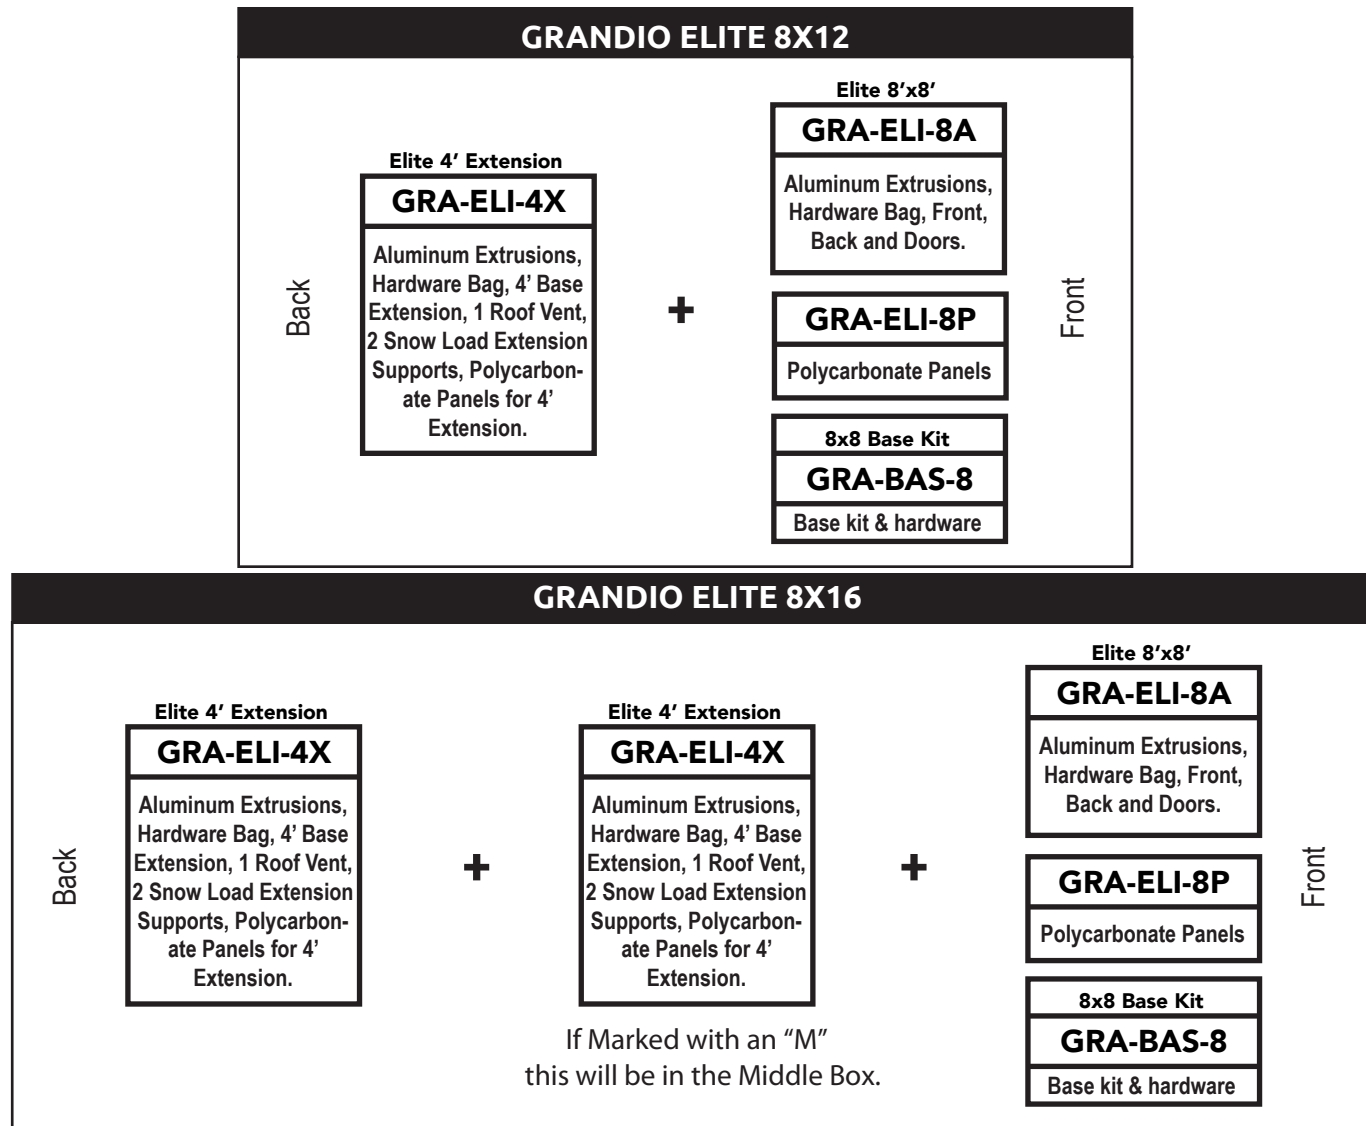 GRANDIO ELITE 8X12
Back
Elite 4’ Extension
GRA-ELI-4X
Aluminum Extrusions,
Hardware Bag, 4’ Base
Extension, 1 Roof Vent,
2 Snow Load Extension
Supports, Polycarbon-
ate Panels for 4’
Extension.
+
Elite 8’x8’
GRA-ELI-8A
Aluminum Extrusions,
Hardware Bag, Front,
Back and Doors.
GRA-ELI-8P
Polycarbonate Panels
8x8 Base Kit
GRA-BAS-8
Base kit & hardware
Front
GRANDIO ELITE 8X16
Back
Elite 4’ Extension
GRA-ELI-4X
Aluminum Extrusions,
Hardware Bag, 4’ Base
Extension, 1 Roof Vent,
2 Snow Load Extension
Supports, Polycarbon-
ate Panels for 4’
Extension.
+
Elite 4’ Extension
GRA-ELI-4X
Aluminum Extrusions,
Hardware Bag, 4’ Base
Extension, 1 Roof Vent,
2 Snow Load Extension
Supports, Polycarbon-
ate Panels for 4’
Extension.
If Marked with an “M”
this will be in the Middle Box.
+
Elite 8’x8’
GRA-ELI-8A
Aluminum Extrusions,
Hardware Bag, Front,
Back and Doors.
GRA-ELI-8P
Polycarbonate Panels
8x8 Base Kit
GRA-BAS-8
Base kit & hardware
Front